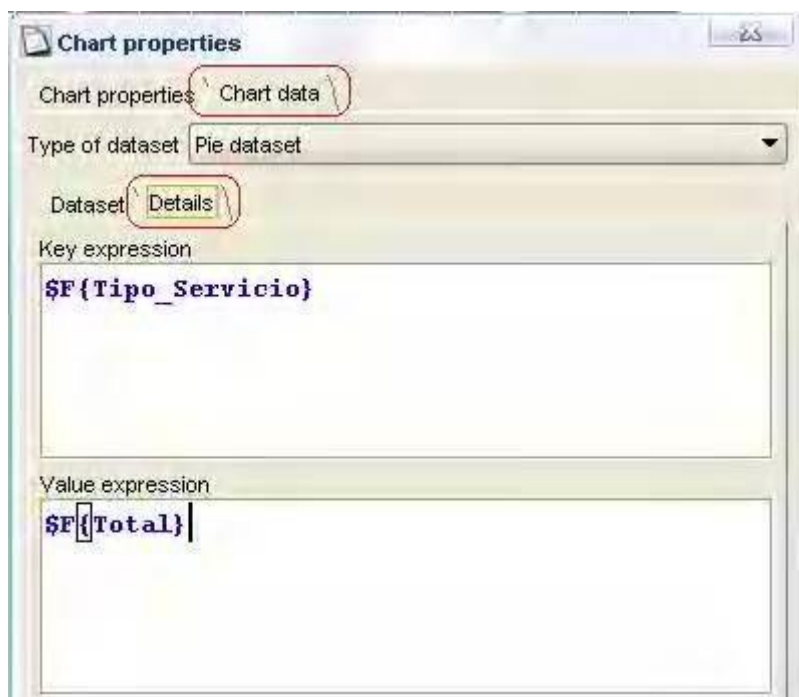 Chart properties
Chart properties Chart data
Type of dataset Pie dataset
Dataset Details
Key expression
$F{Tipo_Servicio}
Value expression
$F{Total}